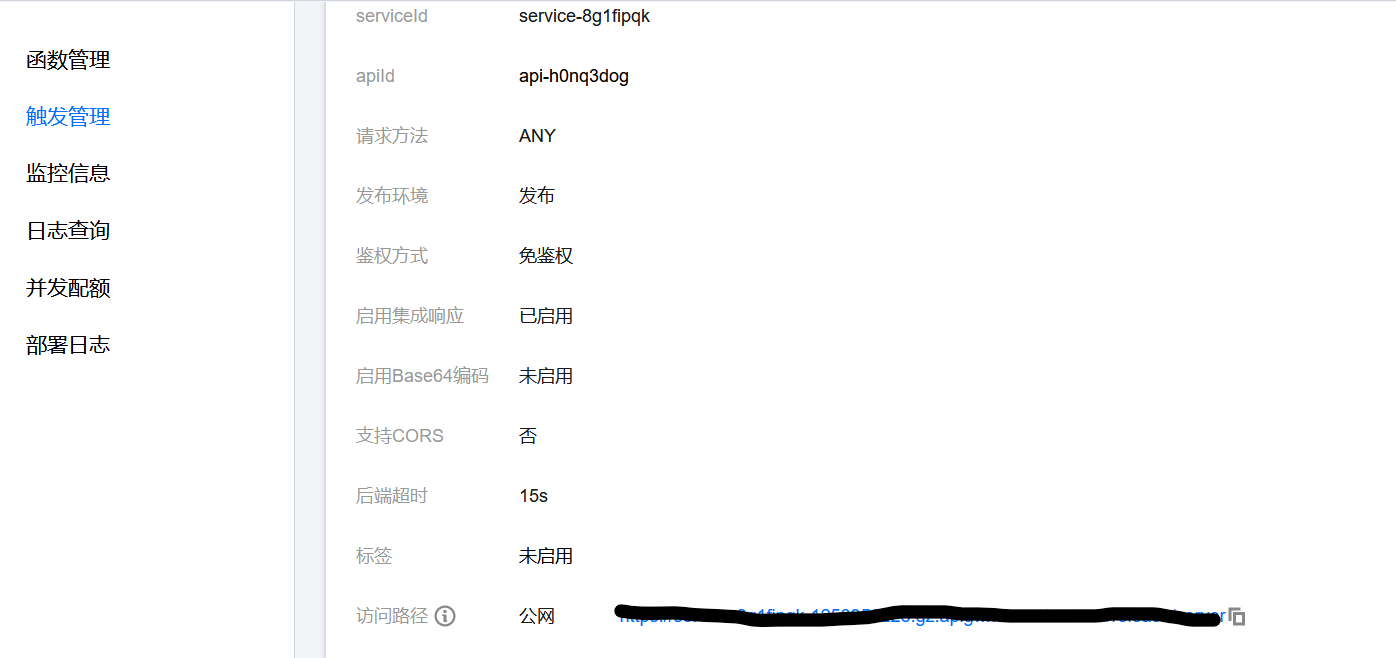 函数管理
触发管理
监控信息
日志查询
并发配额
部署日志
serviceId service-8g1fipqk
apiId api-h0nq3dog
请求方法 ANY
发布环境 发布
鉴权方式 免鉴权
启用集成响应 已启用
启用Base64编码 未启用
支持CORS 否
后端超时 15s
标签 未启用
访问路径 公网